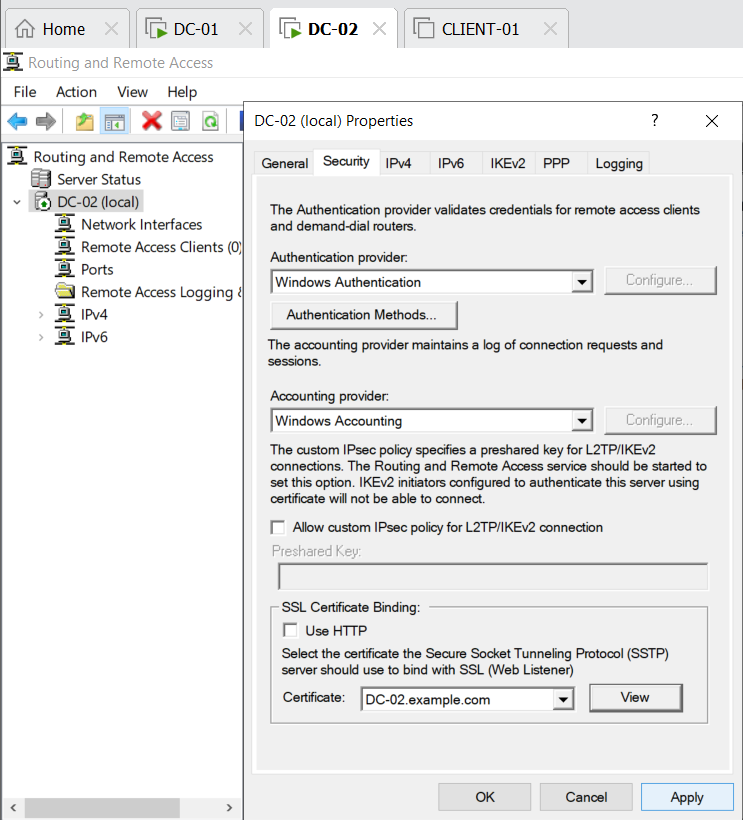 Home
DC-01
DC-02
CLIENT-01
Routing and Remote Access
File Action View Help
DC-02 (local) Properties
Routing and Remote Access
Server Status
DC-02 (local)
Network Interfaces
Remote Access Clients (0)
Ports
Remote Access Logging &
IPv4
IPv6
General Security IPv4 IPv6 IKEv2 PPP Logging
The Authentication provider validates credentials for remote access clients
and demand-dial routers.
Authentication provider:
Windows Authentication
Configure...
Authentication Methods...
The accounting provider maintains a log of connection requests and
sessions.
Accounting provider:
Windows Accounting
Configure...
The custom IPsec policy specifies a preshared key for L2TP/IKEv2
connections. The Routing and Remote Access service should be started to
set this option. IKEv2 initiators configured to authenticate this server using
certificate will not be able to connect.
Allow custom IPsec policy for L2TP/IKEv2 connection
Preshared Key:
SSL Certificate Binding:
Use HTTP
Select the certificate the Secure Socket Tunneling Protocol (SSTP)
server should use to bind with SSL (Web Listener)
Certificate:
DC-02.example.com
View
OK
Cancel
Apply